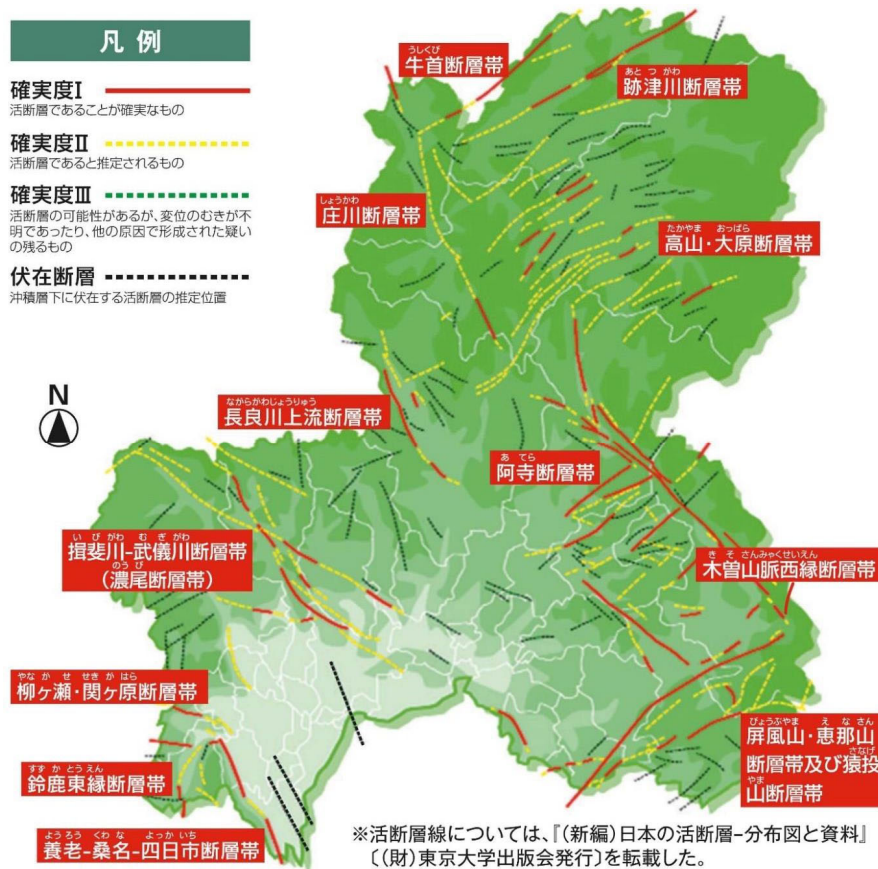 凡例
確実度Ⅰ
活断層であることが確実なもの
確実度Ⅱ
活断層であると推定されるもの
確実度Ⅲ
活断層の可能性があるが、変位のむきが不
明であったり、他の原因で形成された疑い
の残るもの
伏在断層
沖積層下に伏在する活断層の推定位置
N
うしくび
牛首断層帯
あとつがわ
跡津川断層帯
しょうかわ
庄川断層帯
たかやま おっぱら
高山・大原断層帯
ながらがわじょうりゅう
長良川上流断層帯
あてら
阿寺断層帯
いびがわ むぎがわ
揖斐川-武儀川断層帯
のうび
(濃尾断層帯)
きそさんみゃくせいえん
木曽山脈西縁断層帯
やながせ せきがはら
柳ヶ瀬・関ヶ原断層帯
びょうぶやま えなさん
屏風山・恵那山
さなげ
断層帯及び猿投
やま
山断層帯
すずかとうえん
鈴鹿東縁断層帯
ようろう くわな よっかいち
養老-桑名-四日市断層帯
※活断層線については、『(新編)日本の活断層−分布図と資料』
〔(財)東京大学出版会発行〕を転載した。